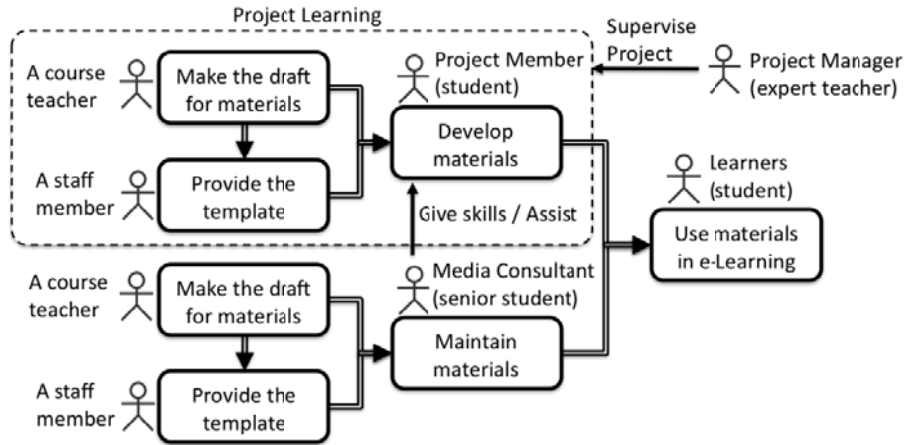 Project Learning
Supervise
Project
A course
teacher
Make the draft
for materials
Project Member
(student)
Project Manager
(expert teacher)
Develop
materials
A staff
member
Provide the
template
Give skills / Assist
Learners
(student)
Use materials
in e-Learning
A course
teacher
Make the draft
for materials
Media Consultant
(senior student)
Maintain
materials
A staff
member
Provide the
template